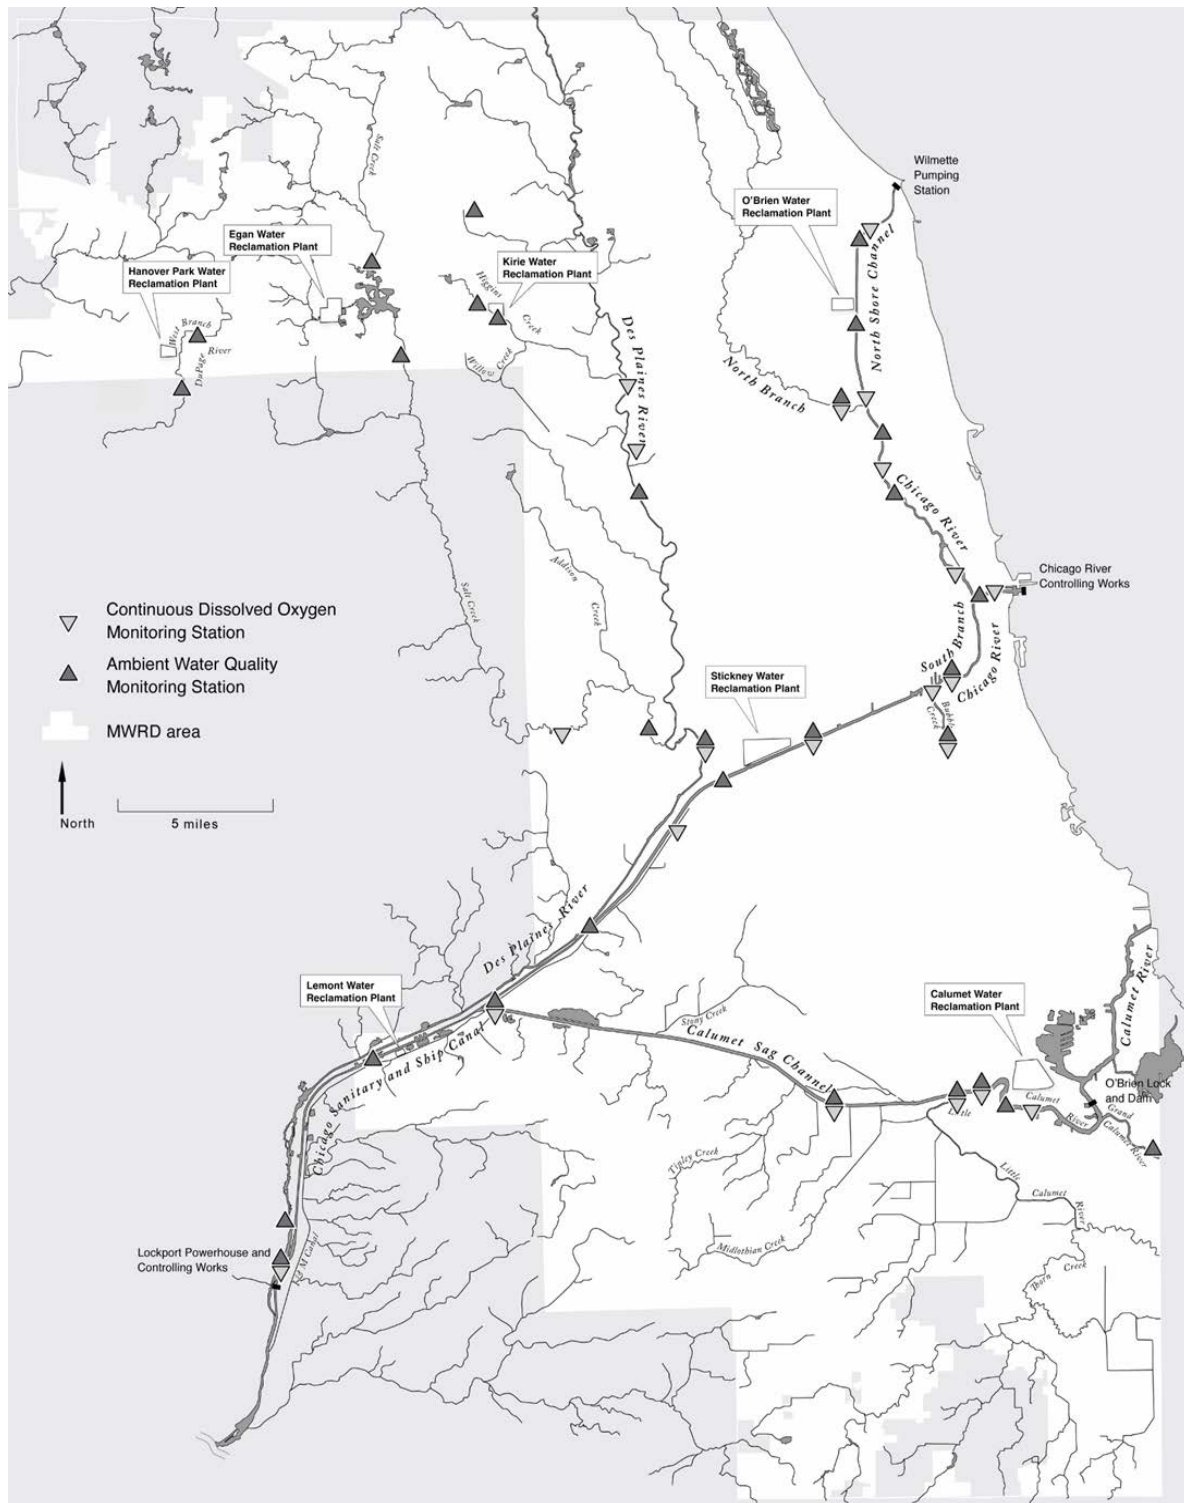 Wilmette
Pumping
Station
O'Brien Water
Reclamation Plant
Salt Creek
Egan Water
Reclamation Plant
Kirie Water
Reclamation Plant
Hanover Park Water
Reclamation Plant
North Shore Channel
Higgins
Creek
West Branch
DuPage River
Willow Creek
Des Plaines River
North Branch
Chicago River
Addison
Creek
Salt Creek
Chicago River
Controlling Works
Continuous Dissolved Oxygen
Monitoring Station
Ambient Water Quality
Monitoring Station
MWRD area
North
5 miles
South Branch
Chicago River
Bubbly
Creek
Stickney Water
Reclamation Plant
Des Plaines River
Lemont Water
Reclamation Plant
Calumet Water
Reclamation Plant
Calumet River
Stony Creek
Calumet Sag Channel
Chicago Sanitary and Ship Canal
O'Brien Lock
and Dam
Little
Calumet
River
Grand
Calumet River
Tinley Creek
Little
Calumet
River
Midlothian Creek
Thorn Creek
Lockport Powerhouse and
Controlling Works
I & M Canal